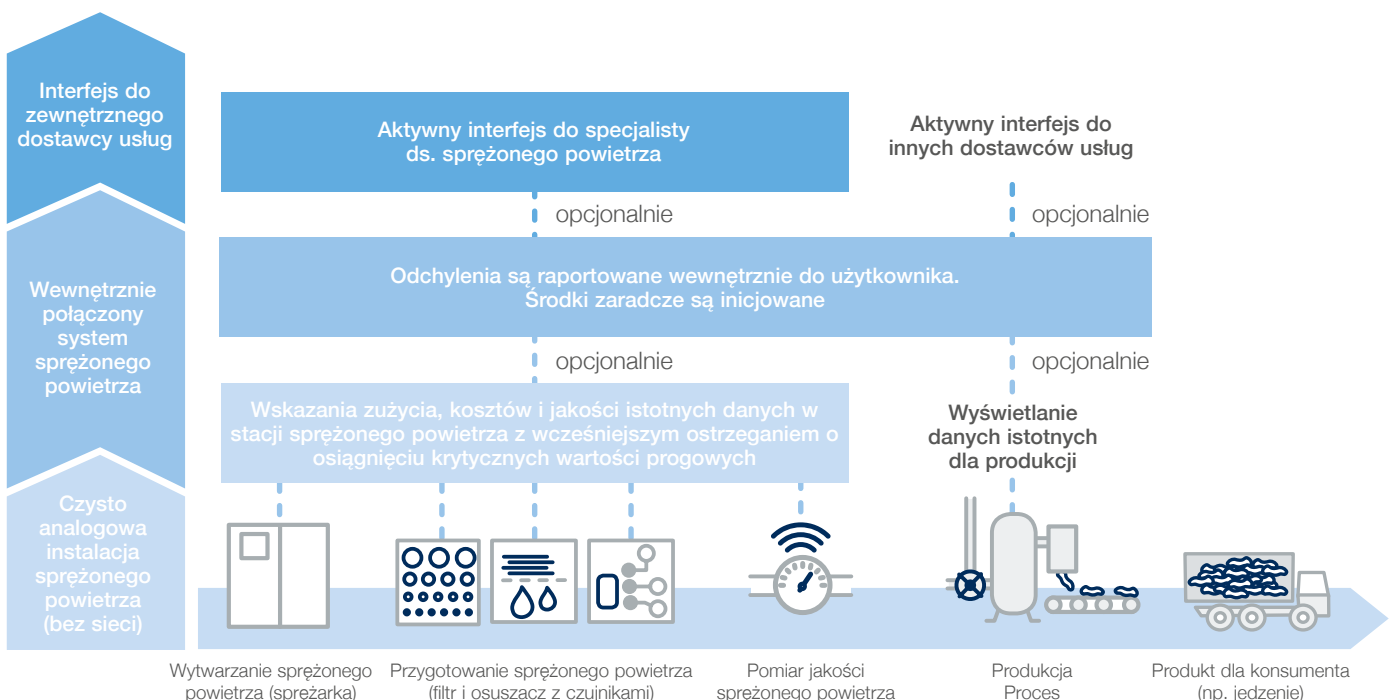 Interfejs do
zewnętrznego
dostawcy usług
Aktywny interfejs do specjalisty
ds. sprężonego powietrza
Aktywny interfejs do
innych dostawców usług
opcjonalnie
opcjonalnie
Wewnętrznie
połączony
system
sprężonego
powietrza
Odchylenia są raportowane wewnętrznie do użytkownika.
Środki zaradcze są inicjowane
opcjonalnie
opcjonalnie
Wskazania zużycia, kosztów i jakości istotnych danych w
stacji sprężonego powietrza z wcześniejszym ostrzeganiem o
osiągnięciu krytycznych wartości progowych
Wyświetlanie
danych istotnych
dla produkcji
Czysto
analogowa
instalacja
sprężonego
powietrza
(bez sieci)
Wytwarzanie sprężonego
powietrza (sprężarka)
Przygotowanie sprężonego powietrza
(filtr i osuszacz z czujnikami)
Pomiar jakości
sprężonego powietrza
Produkcja
Proces
Produkt dla konsumenta
(np. jedzenie)